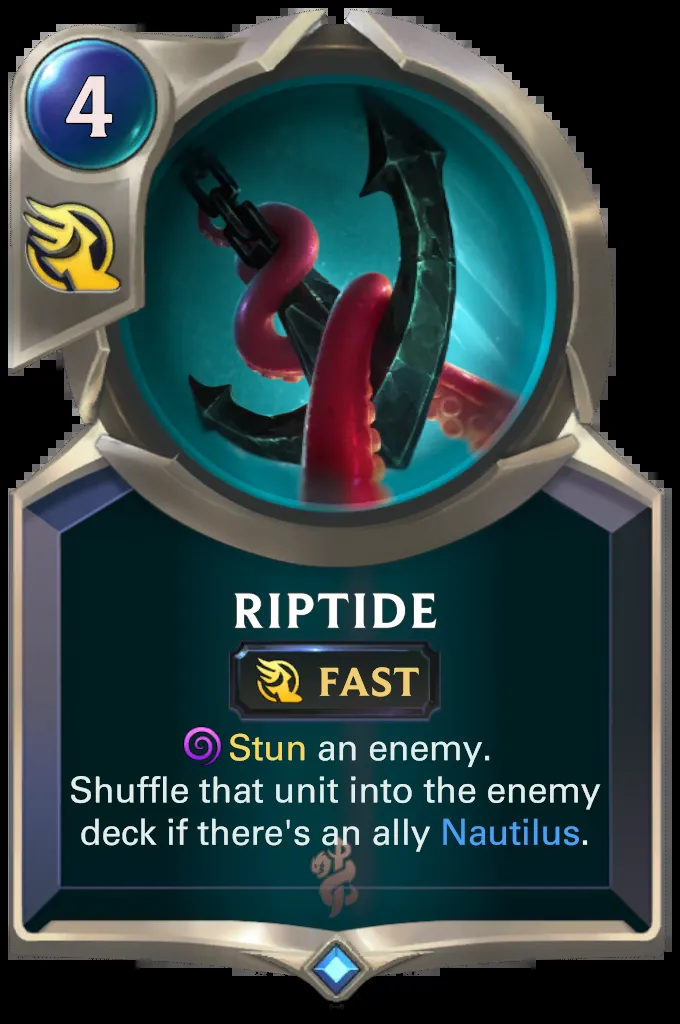 4
RIPTIDE
FAST
Stun an enemy.
Shuffle that unit into the enemy
deck if there's an ally Nautilus.